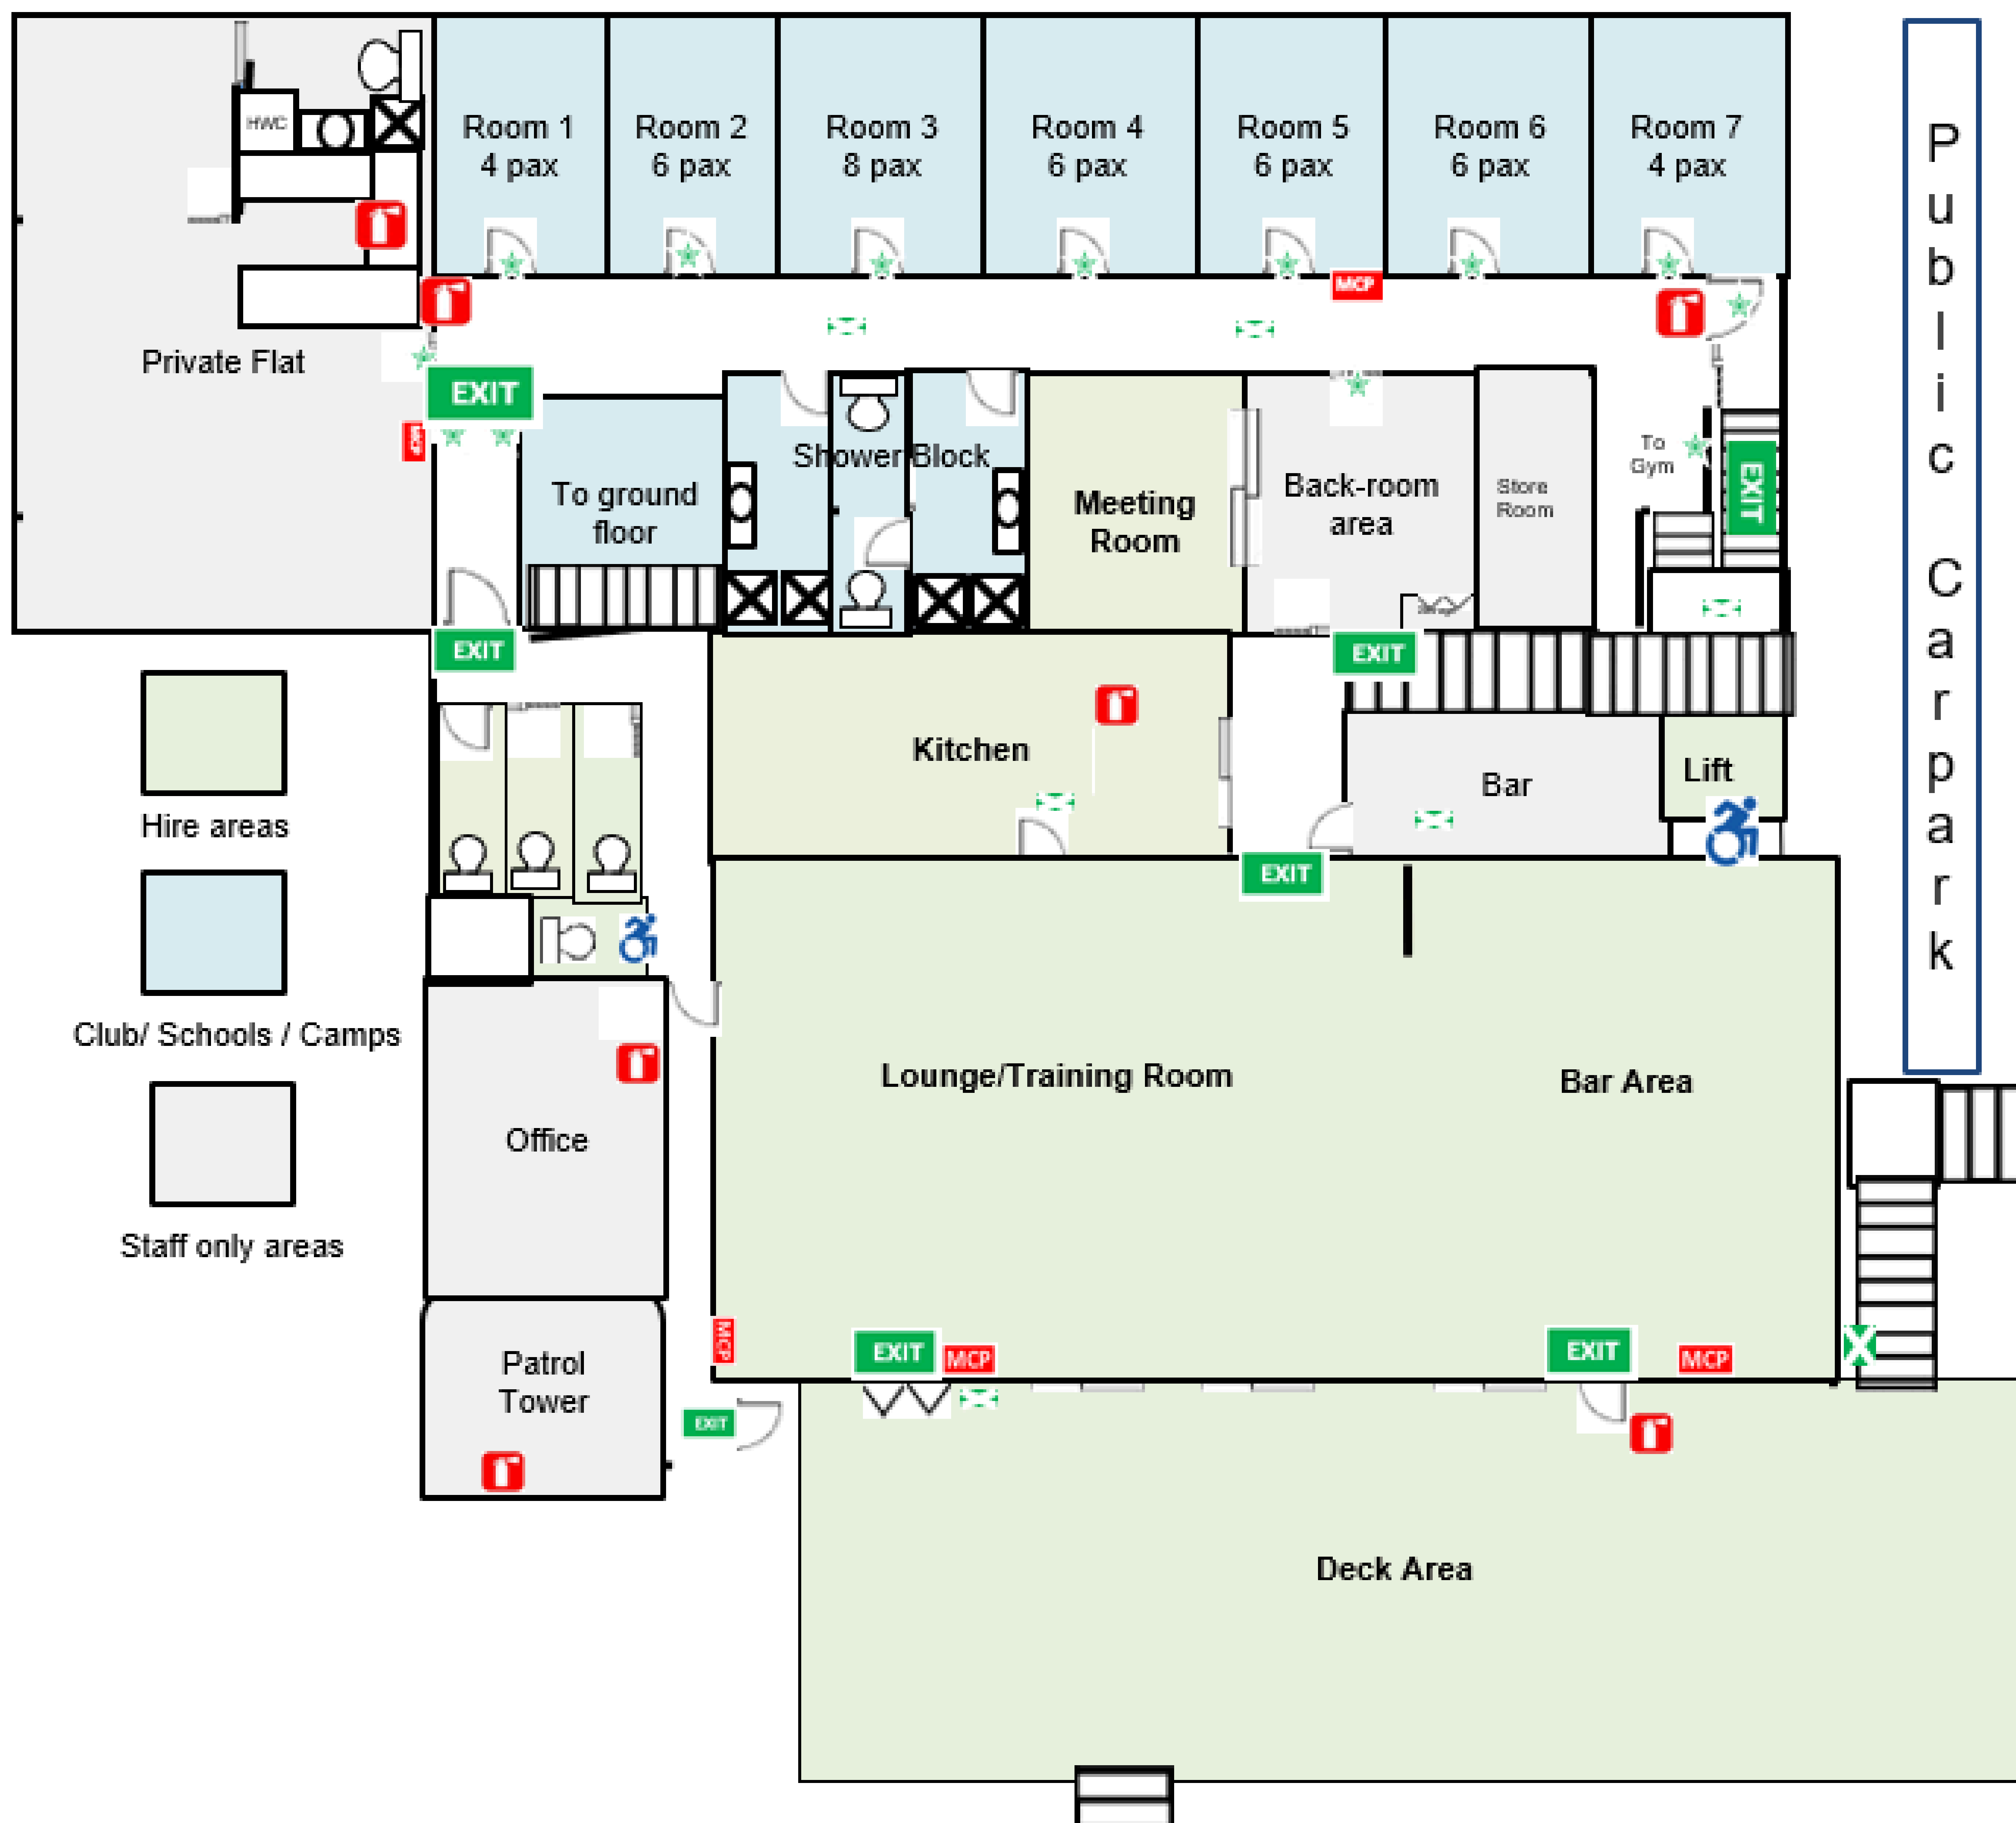 HWC
Room 1
4 pax
Room 2
6 pax
Room 3
8 pax
Room 4
6 pax
Room 5
6 pax
Room 6
6 pax
Room 7
4 pax
MCP
Private Flat
EXIT
MCP
To ground
floor
Shower Block
Meeting
Room
Back-room
area
Store
Room
To
Gym
EXIT
EXIT
EXIT
Kitchen
Bar
Lift
EXIT
Hire areas
Club/ Schools / Camps
Staff only areas
Office
Patrol
Tower
Lounge/Training Room
Bar Area
MCP
EXIT
MCP
EXIT
MCP
EXIT
Deck Area
Public Carpark